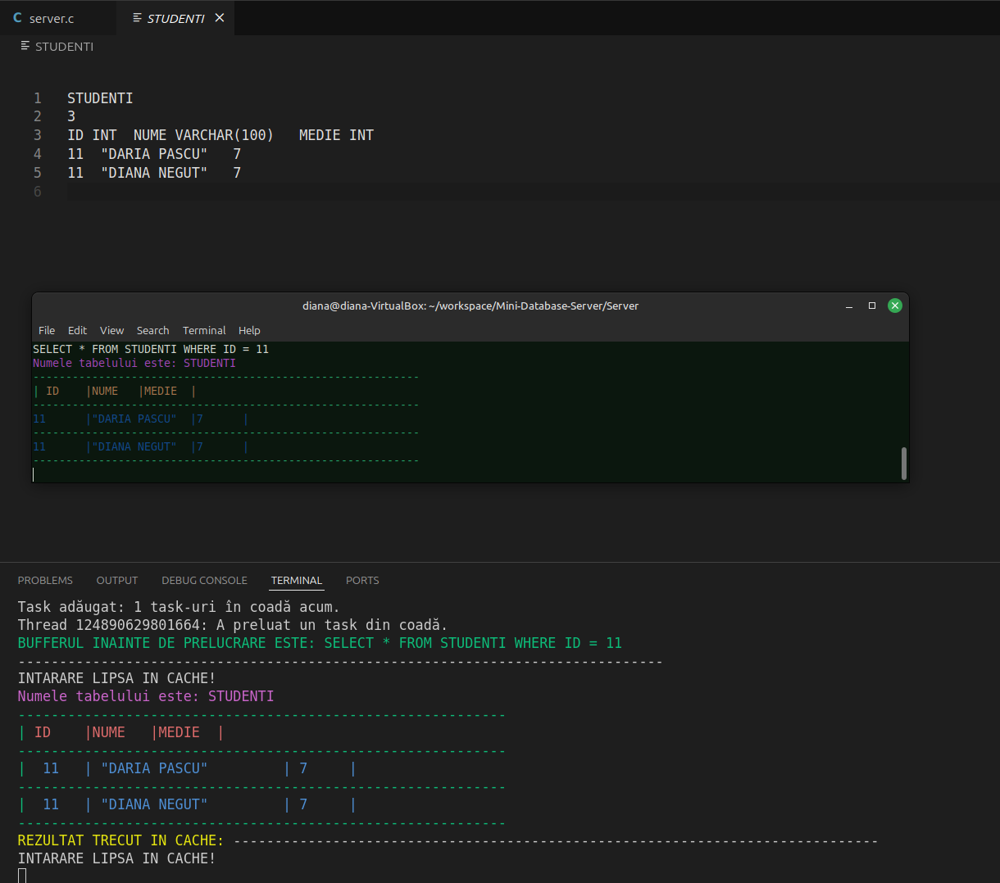 C server.c STUDENTI
STUDENTI
1 STUDENTI
2 3
3 ID INT NUME VARCHAR(100) MEDIE INT
4 11 "DARIA PASCU" 7
5 11 "DIANA NEGUT" 7
6
diana@diana-VirtualBox: ~/workspace/Mini-Database-Server/Server
File Edit View Search Terminal Help
SELECT * FROM STUDENTI WHERE ID = 11
Numele tabelului este: STUDENTI
-----------------------------------------------------------
| ID |NUME |MEDIE |
-----------------------------------------------------------
11 |"DARIA PASCU" |7 |
-----------------------------------------------------------
11 |"DIANA NEGUT" |7 |
-----------------------------------------------------------
PROBLEMS OUTPUT DEBUG CONSOLE TERMINAL PORTS
Task adăugat: 1 task-uri în coadă acum.
Thread 124890629801664: A preluat un task din coadă.
BUFFERUL INAINTE DE PRELUCRARE ESTE: SELECT * FROM STUDENTI WHERE ID = 11
------------------------------------------------------------------------------
INTARARE LIPSA IN CACHE!
Numele tabelului este: STUDENTI
-----------------------------------------------------------
| ID |NUME |MEDIE |
-----------------------------------------------------------
| 11 | "DARIA PASCU" | 7 |
-----------------------------------------------------------
| 11 | "DIANA NEGUT" | 7 |
-----------------------------------------------------------
REZULTAT TRECUT IN CACHE: ------------------------------------------------------------------------------
INTARARE LIPSA IN CACHE!